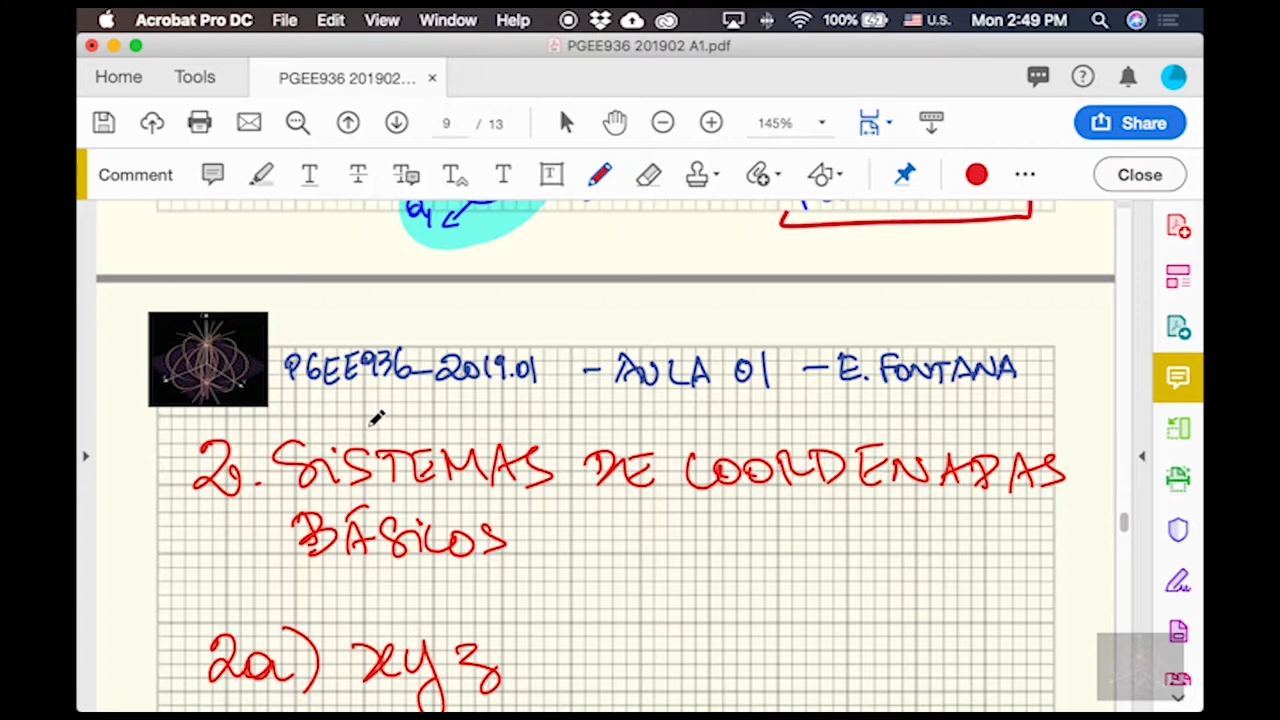 Acrobat Pro DC File Edit View Window Help 100% U.S. Mon 2:49 PM
PGEE936 201902 A1.pdf
Home Tools PGEE936 201902... ×
9 / 13 145% Share
Comment Close
PGEE936_2019.01 - AULA 01 - E. FONTANA
2. SISTEMAS DE COORDENADAS
BÁSICOS
2a) xyz